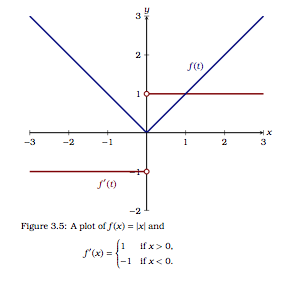 y
3
2
f(t)
1
−3 −2 −1 1 2 3 x
−1
f′(t)
−2
Figure 3.5: A plot of f(x) = |x| and
f′(x) = { 1 if x > 0,
−1 if x < 0.